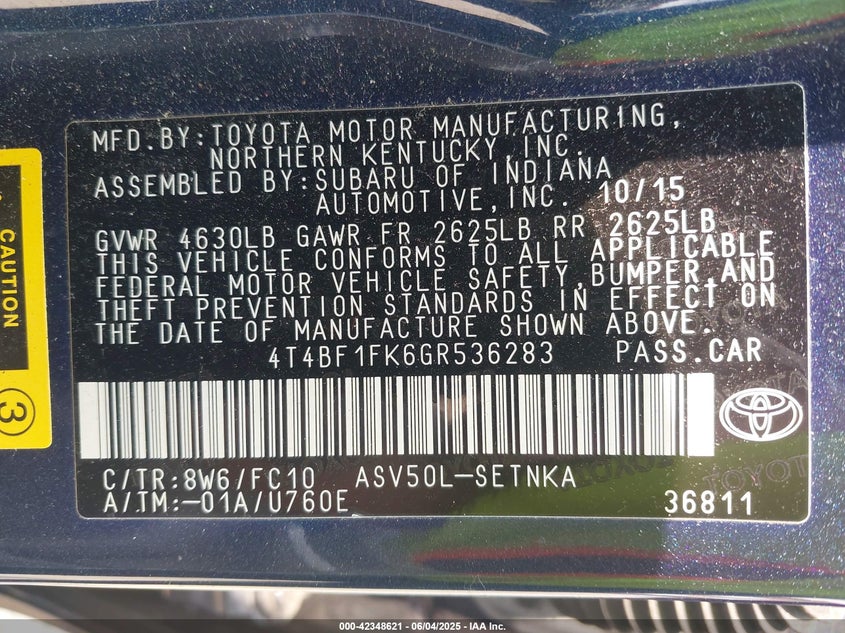 MFD.BY:TOYOTA MOTOR MANUFACTURING,
NORTHERN KENTUCKY,INC.
ASSEMBLED BY:SUBARU OF INDIANA
AUTOMOTIVE,INC. 10/15
GVWR 4630LB GAWR FR 2625LB RR 2625LB
THIS VEHICLE CONFORMS TO ALL APPLICABLE
FEDERAL MOTOR VEHICLE SAFETY,BUMPER,AND
THEFT PREVENTION STANDARDS IN EFFECT ON
THE DATE OF MANUFACTURE SHOWN ABOVE.
4T4BF1FK6GR536283 PASS.CAR
C/TR:8W6/FC10 ASV50L-SETNKA
A/TM:-01A/U760E 36811
CAUTION
3
TOYOTA
000-42348621 - 06/04/2025 - IAA Inc.